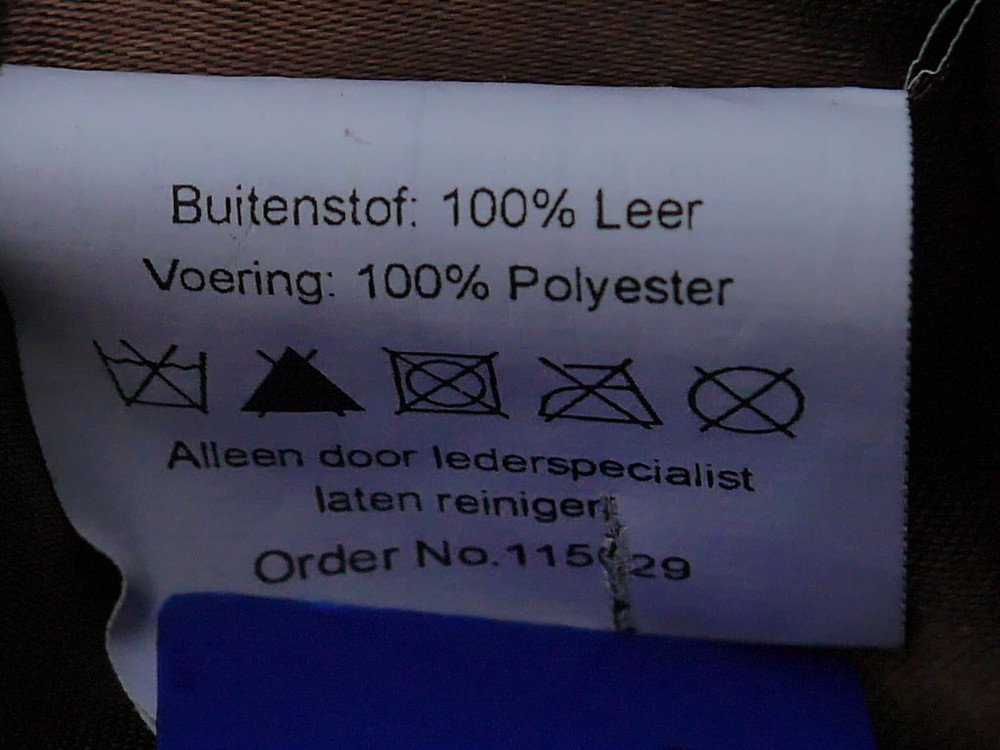 Buitenstof: 100% Leer
Voering: 100% Polyester
Alleen door lederspecialist
laten reinigen
Order No.